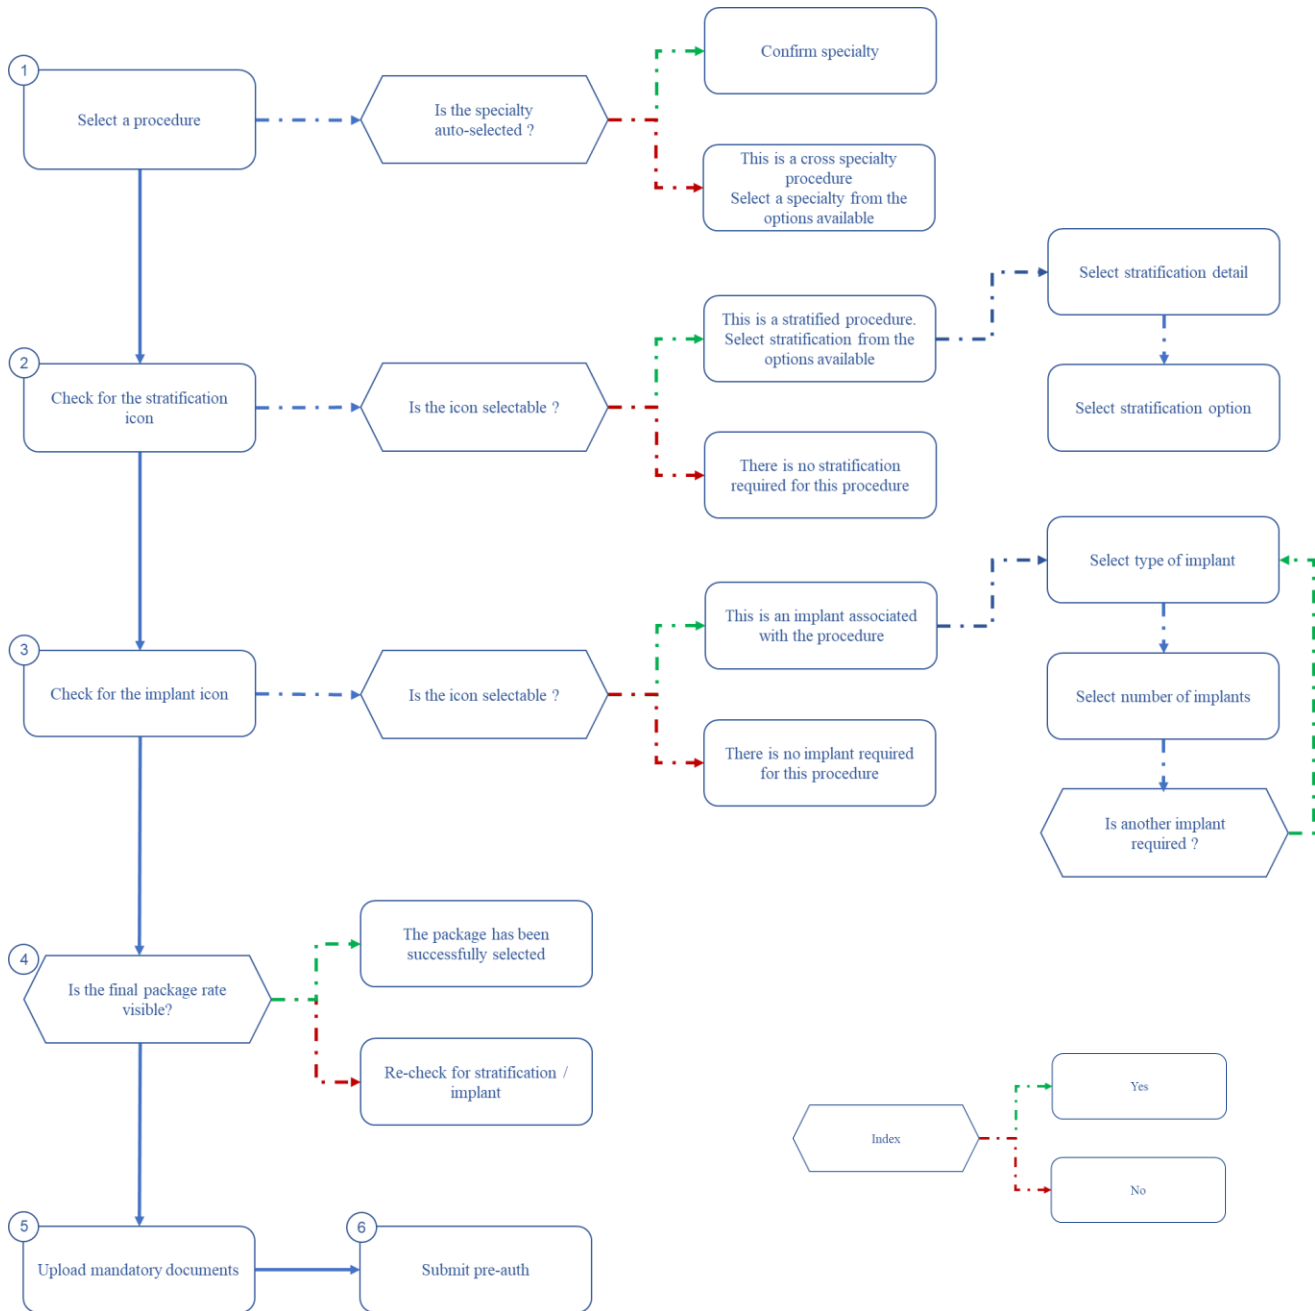 1
Select a procedure
Is the specialty
auto-selected ?
Confirm specialty
This is a cross specialty
procedure
Select a specialty from the
options available
2
Check for the stratification
icon
Is the icon selectable ?
This is a stratified procedure.
Select stratification from the
options available
Select stratification detail
Select stratification option
There is no stratification
required for this procedure
3
Check for the implant icon
Is the icon selectable ?
This is an implant associated
with the procedure
Select type of implant
Select number of implants
Is another implant
required ?
There is no implant required
for this procedure
4
Is the final package rate
visible?
The package has been
successfully selected
Re-check for stratification /
implant
5
Upload mandatory documents
6
Submit pre-auth
Index
Yes
No